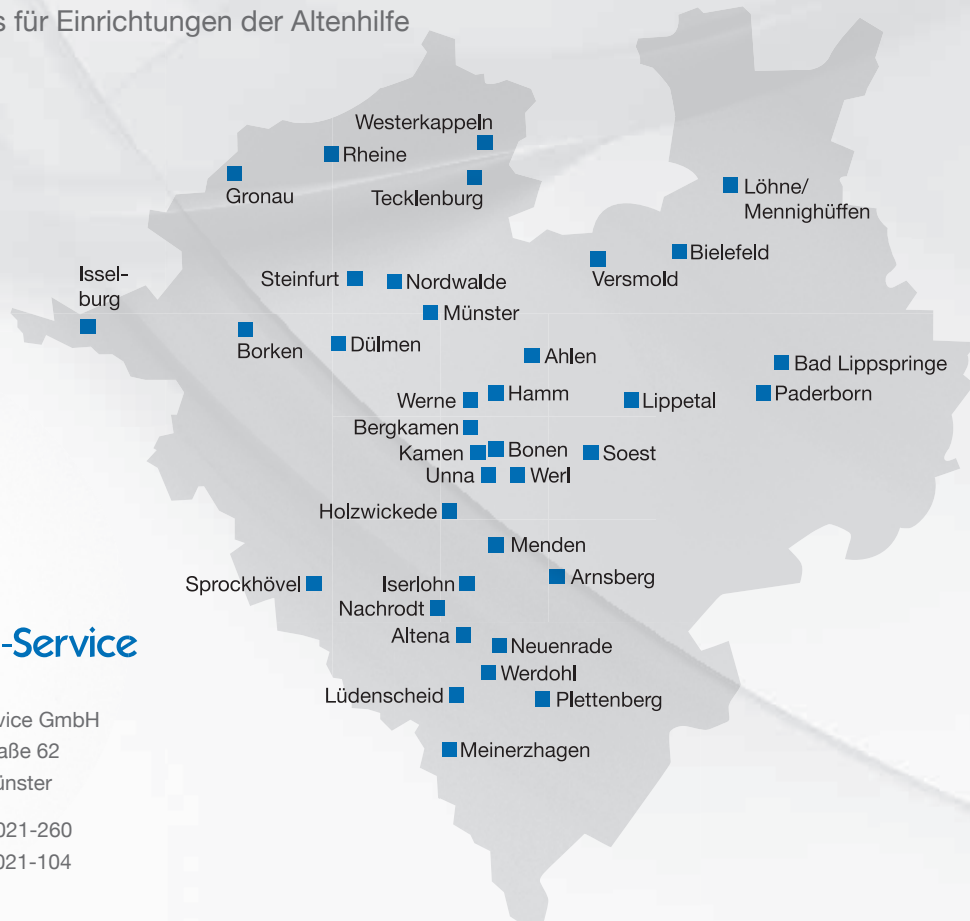 für Einrichtungen der Altenhilfe
Westerkappeln
Rheine
Gronau
Tecklenburg
Löhne/
Mennighüffen
Bielefeld
Versmold
Issel-
burg
Steinfurt
Nordwalde
Münster
Borken
Dülmen
Ahlen
Bad Lippspringe
Paderborn
Hamm
Werne
Lippetal
Bergkamen
Kamen
Bonen
Soest
Unna
Werl
Holzwickede
Menden
Arnsberg
Sprockhövel
Iserlohn
Nachrodt
Altena
Neuenrade
Werdohl
Lüdenscheid
Plettenberg
Meinerzhagen
-Service
vice GmbH
aße 62
ünster
021-260
021-104